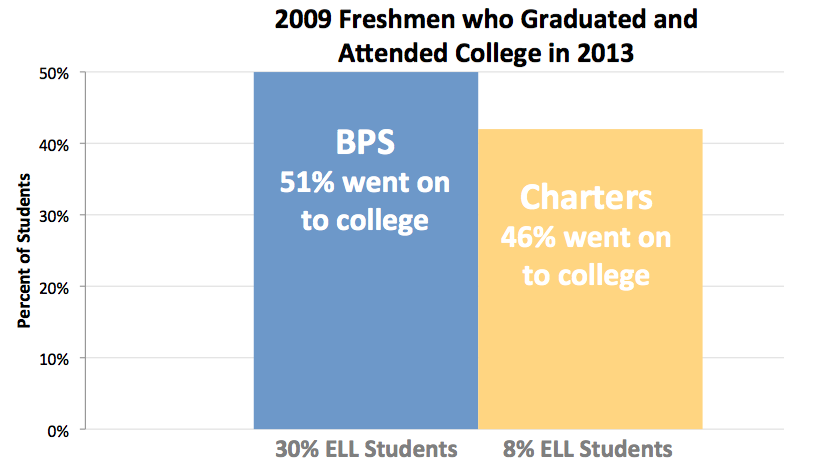 2009 Freshmen who Graduated and
Attended College in 2013
50%
40%
30%
20%
10%
0%
Percent of Students
BPS
51% went on
to college
Charters
46% went on
to college
30% ELL Students
8% ELL Students